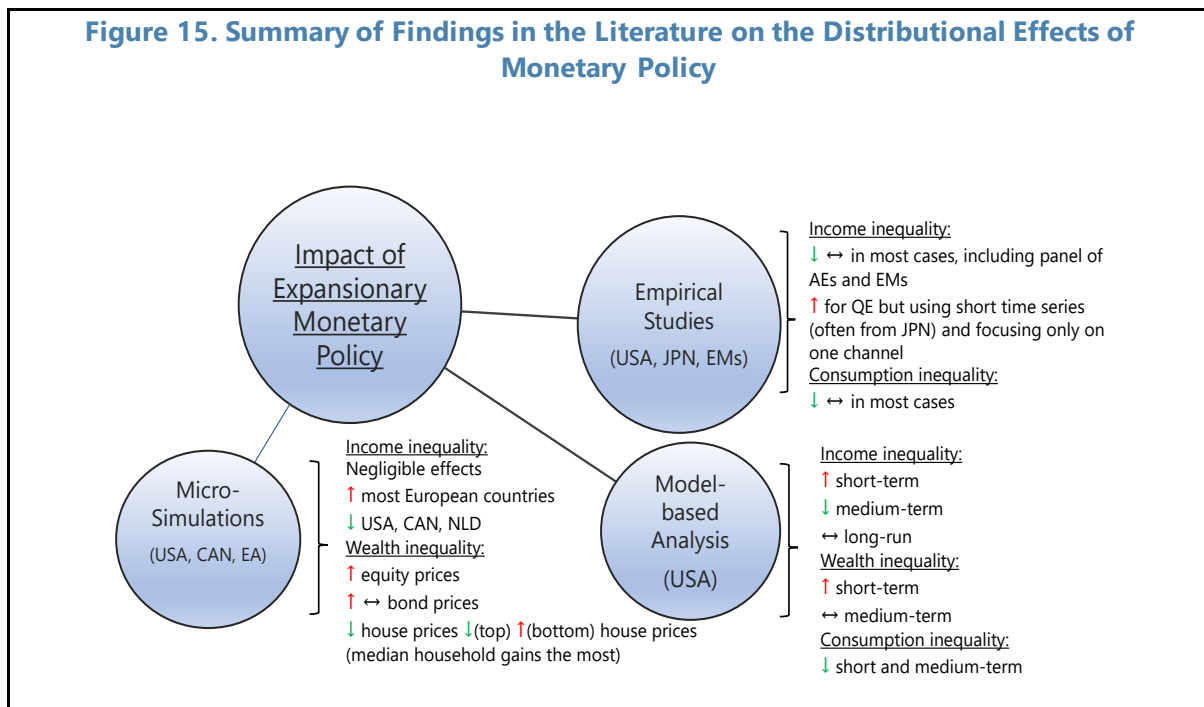 Figure 15. Summary of Findings in the Literature on the Distributional Effects of
Monetary Policy
Impact of
Expansionary
Monetary
Policy
Empirical
Studies
(USA, JPN, EMs)
Income inequality:
↓ ↔ in most cases, including panel of
AEs and EMs
↑ for QE but using short time series
(often from JPN) and focusing only on
one channel
Consumption inequality:
↓ ↔ in most cases
Micro-
Simulations
(USA, CAN, EA)
Income inequality:
Negligible effects
↑ most European countries
↓ USA, CAN, NLD
Wealth inequality:
↑ equity prices
↑ ↔ bond prices
↓ house prices ↓(top) ↑(bottom) house prices
(median household gains the most)
Model-
based
Analysis
(USA)
Income inequality:
↑ short-term
↓ medium-term
↔ long-run
Wealth inequality:
↑ short-term
↔ medium-term
Consumption inequality:
↓ short and medium-term